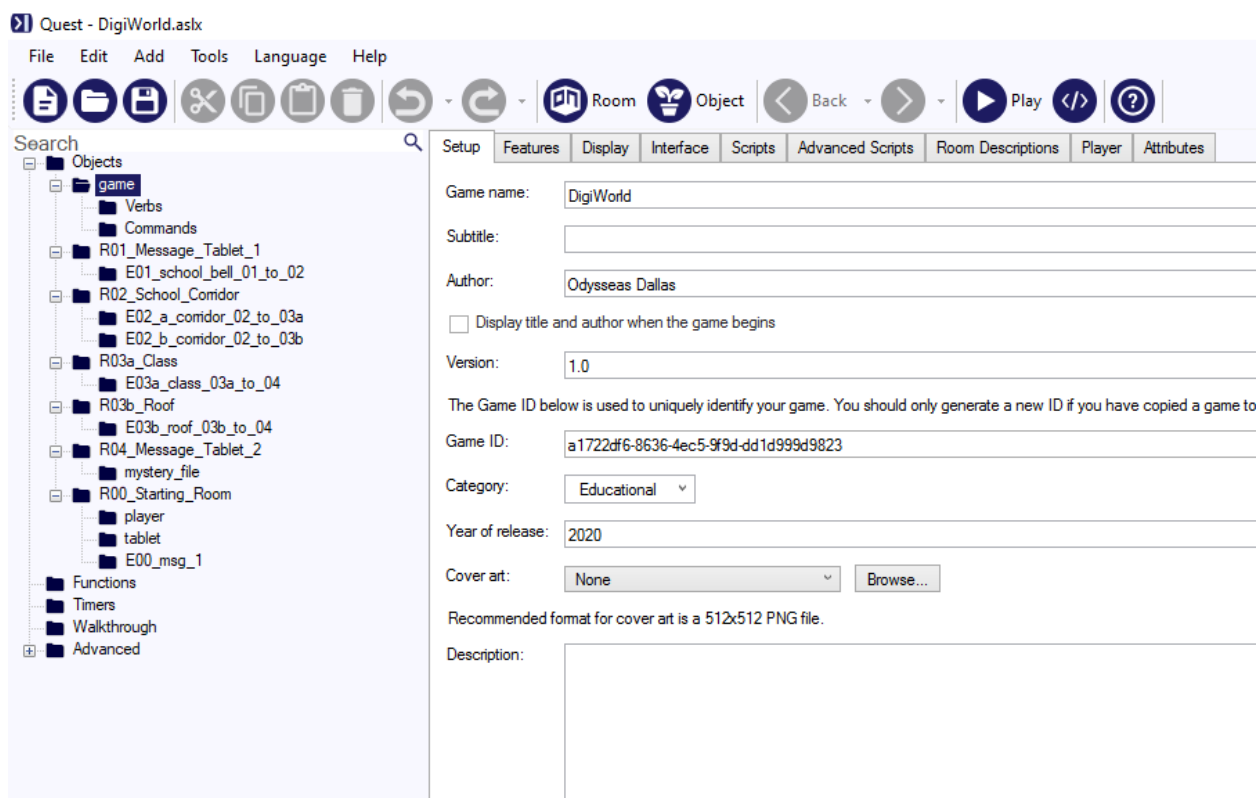 Quest - DigiWorld.aslx
File Edit Add Tools Language Help
Room Object Back Play
Search
Objects
game
Verbs
Commands
R01_Message_Tablet_1
E01_school_bell_01_to_02
R02_School_Corridor
E02_a_corridor_02_to_03a
E02_b_corridor_02_to_03b
R03a_Class
E03a_class_03a_to_04
R03b_Roof
E03b_roof_03b_to_04
R04_Message_Tablet_2
mystery_file
R00_Starting_Room
player
tablet
E00_msg_1
Functions
Timers
Walkthrough
Advanced
Setup Features Display Interface Scripts Advanced Scripts Room Descriptions Player Attributes
Game name: DigiWorld
Subtitle:
Author: Odysseas Dallas
Display title and author when the game begins
Version: 1.0
The Game ID below is used to uniquely identify your game. You should only generate a new ID if you have copied a game to
Game ID: a1722df6-8636-4ec5-9f9d-dd1d999d9823
Category: Educational
Year of release: 2020
Cover art: None Browse...
Recommended format for cover art is a 512x512 PNG file.
Description: